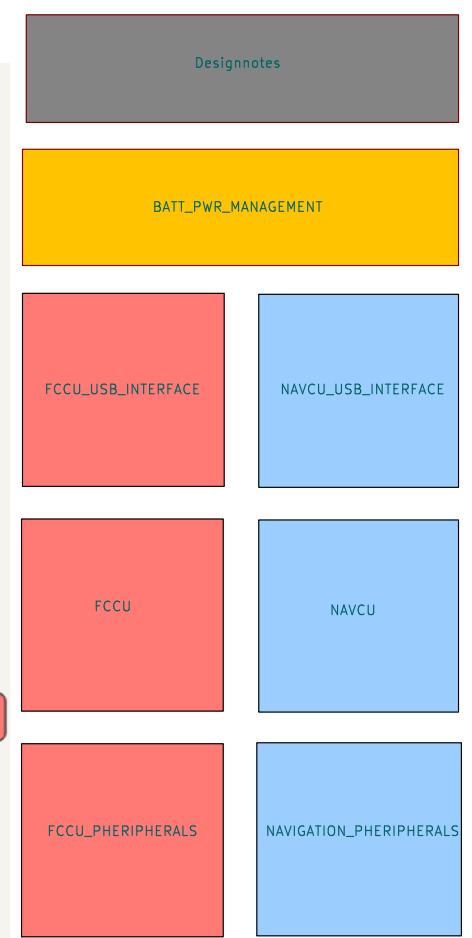 Designnotes
BATT_PWR_MANAGEMENT
FCCU_USB_INTERFACE
NAVCU_USB_INTERFACE
FCCU
NAVCU
FCCU_PHERIPHERALS
NAVIGATION_PHERIPHERALS